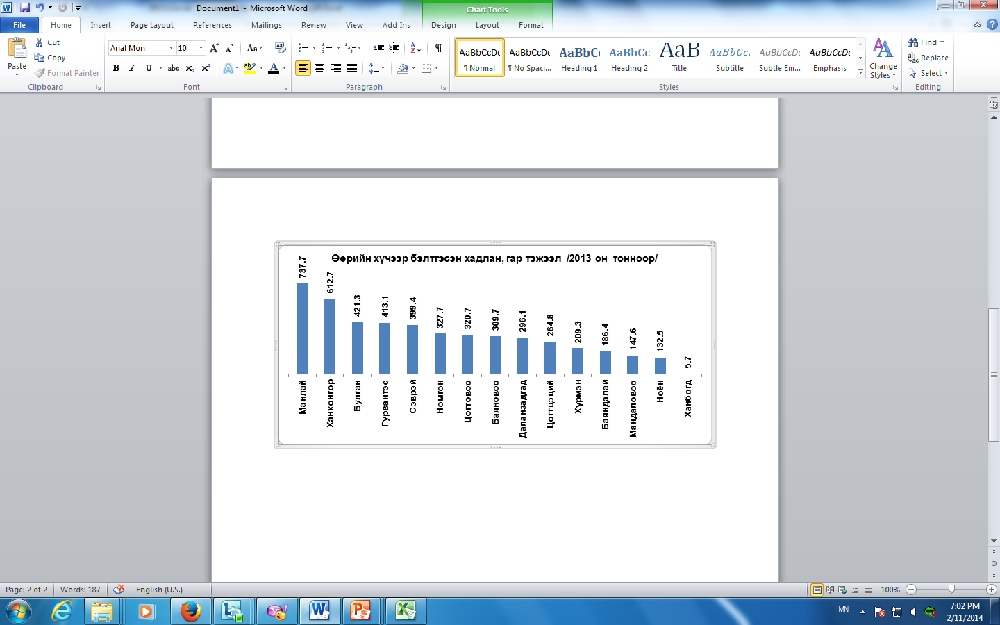 Document1 - Microsoft Word
Chart Tools
File Home Insert Page Layout References Mailings Review View Add-Ins Design Layout Format
Paste
Cut
Copy
Format Painter
Clipboard
Arial Mon 10
Font
Paragraph
AaBbCcDc AaBbCcDc AaBbCc AaBbCc AaB AaBbCc. AaBbCcDc AaBbCcDc
¶ Normal ¶ No Spaci... Heading 1 Heading 2 Title Subtitle Subtle Em... Emphasis
Styles
Change
Styles
Find
Replace
Select
Editing
Өөрийн хүчээр бэлтгэсэн хадлан, гар тэжээл /2013 он тонноор/
737.7 612.7 421.3 413.1 399.4 327.7 320.7 309.7 296.1 264.8 209.3 186.4 147.6 132.5 5.7
Манлай
Ханхонгор
Булган
Гурвантэс
Сэврэй
Номгон
Цогтовоо
Баяновоо
Даланзадгад
Цогтцэций
Хүрмэн
Баяндалай
Мандаловоо
Ноён
Ханбогд
Page: 2 of 2 Words: 187 English (U.S.) 100%
MN
7:02 PM
2/11/2014